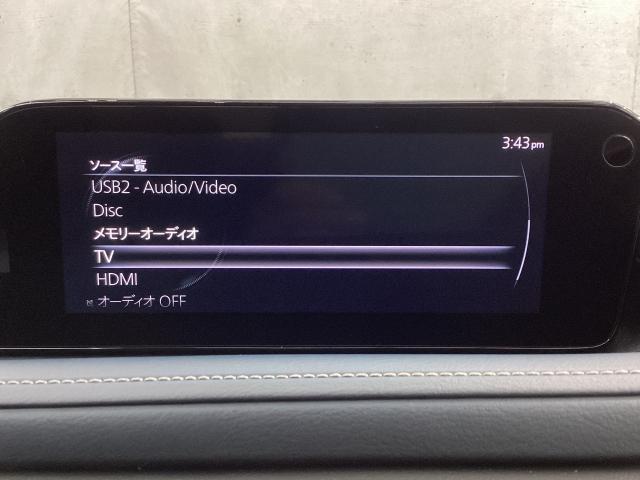 3:43pm
ソース一覧
USB2 - Audio/Video
Disc
メモリーオーディオ
TV
HDMI
オーディオ OFF